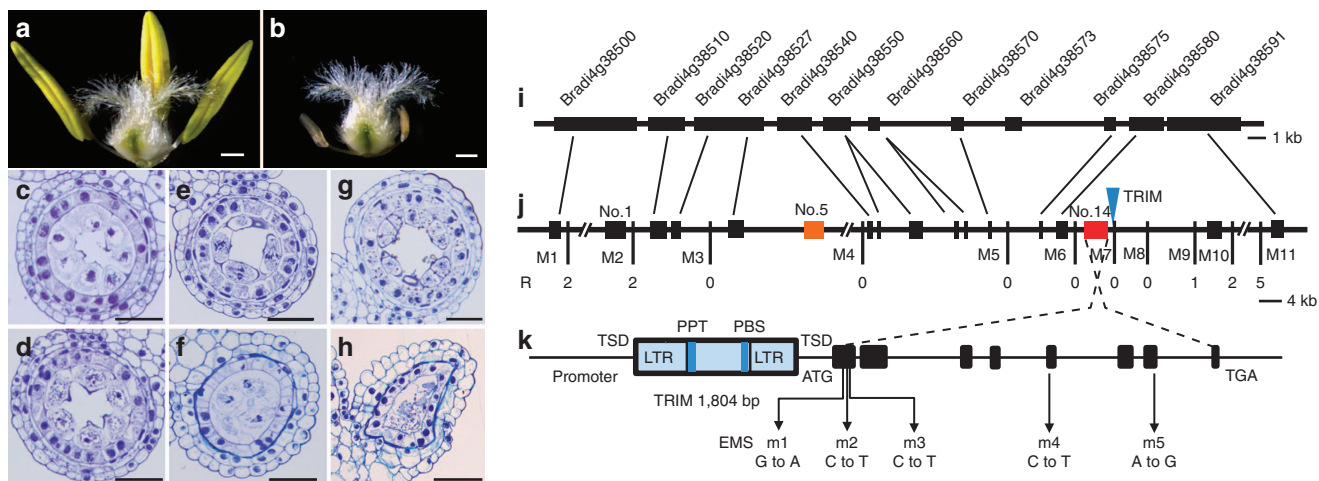 a
b
c
e
g
d
f
h
i
Bradi4g38500
Bradi4g38510
Bradi4g38520
Bradi4g38527
Bradi4g38540
Bradi4g38550
Bradi4g38560
Bradi4g38570
Bradi4g38573
Bradi4g38575
Bradi4g38580
Bradi4g38591
1 kb
j
No.1
No.5
No.14
TRIM
M1
M2
M3
M4
M5
M6
M7
M8
M9
M10
M11
R 2 2 0 0 0 0 0 0 1 2 5
4 kb
k
TSD
PPT
PBS
TSD
LTR
LTR
Promoter
ATG
TGA
TRIM 1,804 bp
EMS m1 m2 m3 m4 m5
G to A C to T C to T C to T A to G